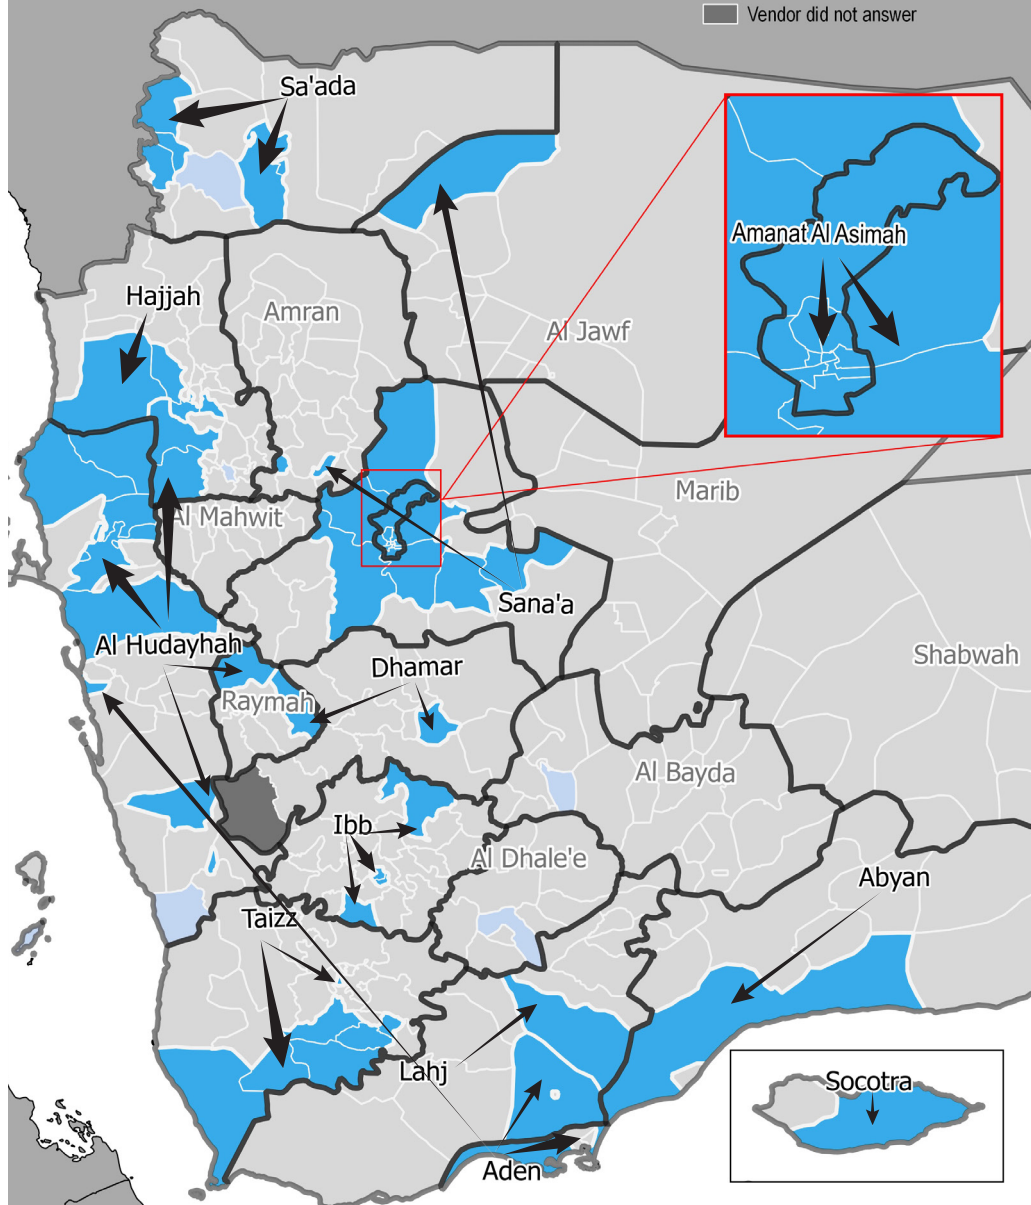 Vendor did not answer
Sa'ada
Amanat Al Asimah
Hajjah
Amran
Al Jawf
Marib
Al Mahwit
Sana'a
Al Hudayhah
Dhamar
Shabwah
Raymah
Al Bayda
Ibb
Al Dhale'e
Abyan
Taizz
Lahj
Socotra
Aden